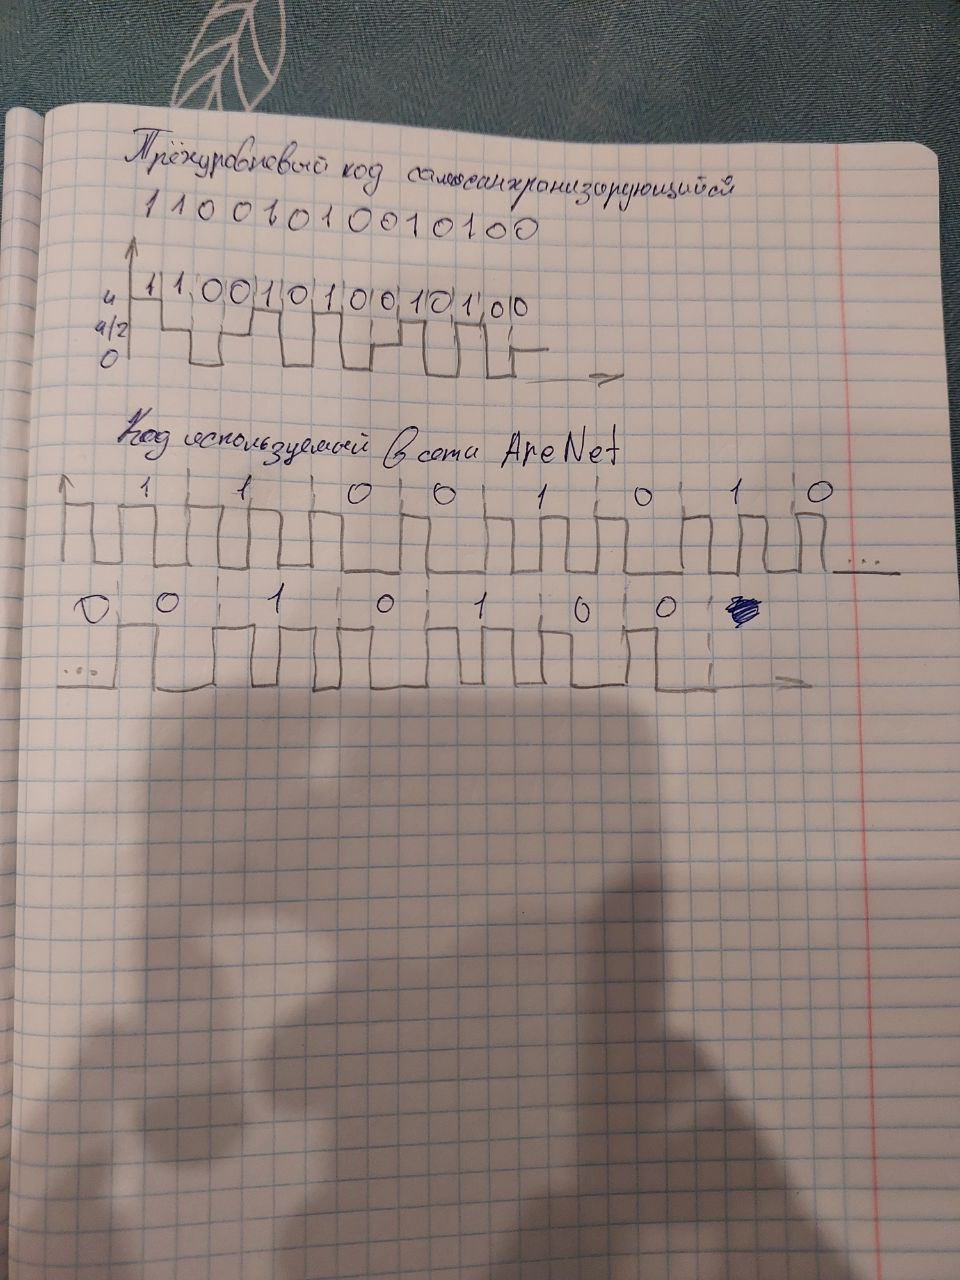 Трёхуровневый код самосинхронизирующийся
1 1 0 0 1 0 1 0 0 1 0 1 0 0
1 1 0 0 1 0 1 0 0 1 0 1 0 0
u
u/2
0
Код используемый в сети ArcNet
1 1 0 0 1 0 1 0
...
0 0 1 0 1 0 0
...